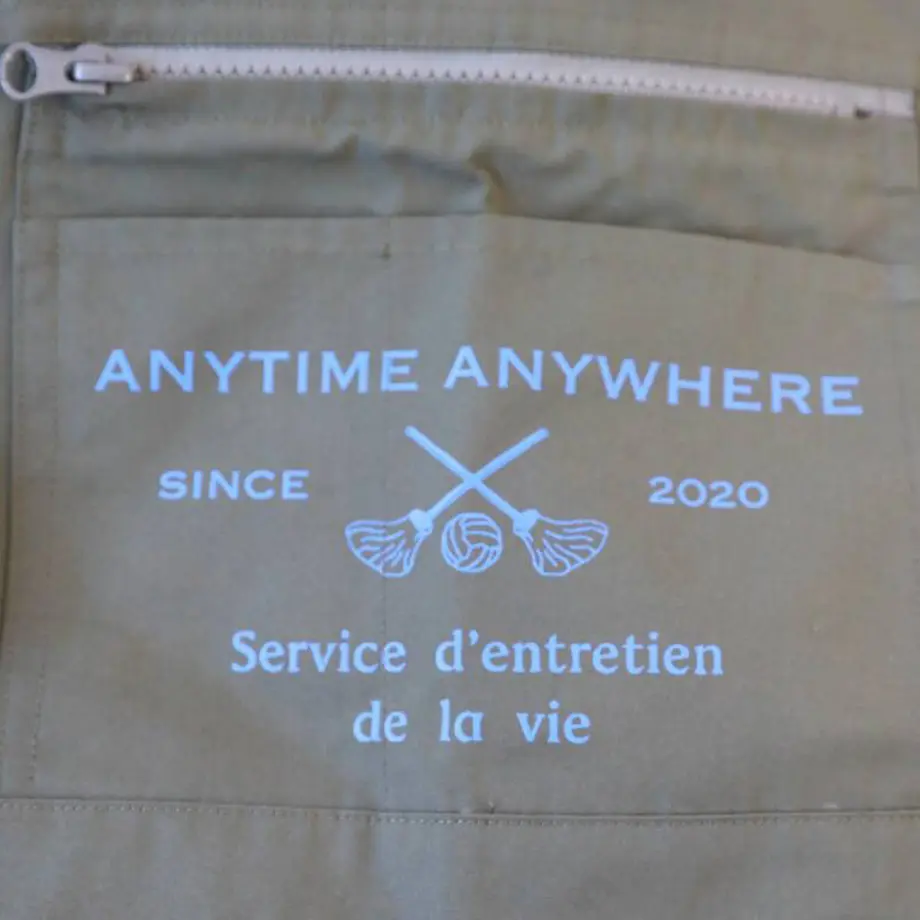 ANYTIME ANYWHERE
SINCE 2020
Service d'entretien
de la vie